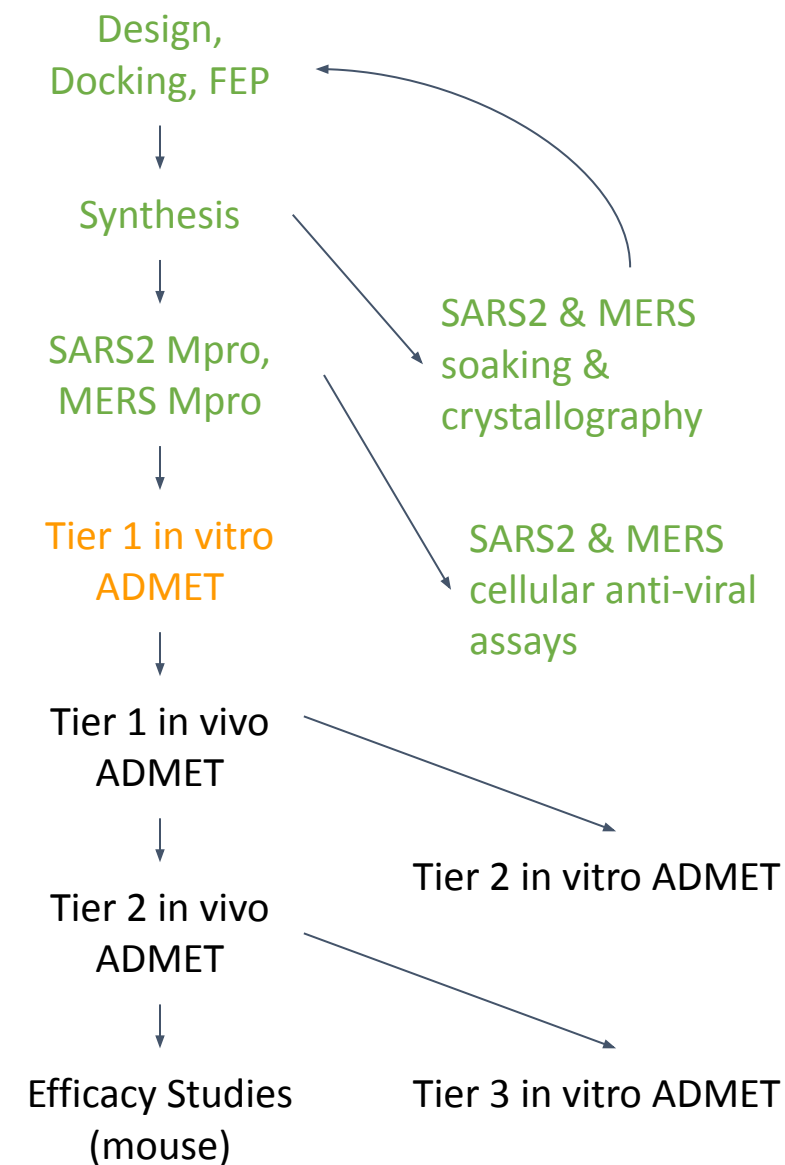 Design,
Docking, FEP
Synthesis
SARS2 Mpro,
MERS Mpro
SARS2 & MERS
soaking &
crystallography
Tier 1 in vitro
ADMET
SARS2 & MERS
cellular anti-viral
assays
Tier 1 in vivo
ADMET
Tier 2 in vitro ADMET
Tier 2 in vivo
ADMET
Efficacy Studies
(mouse)
Tier 3 in vitro ADMET